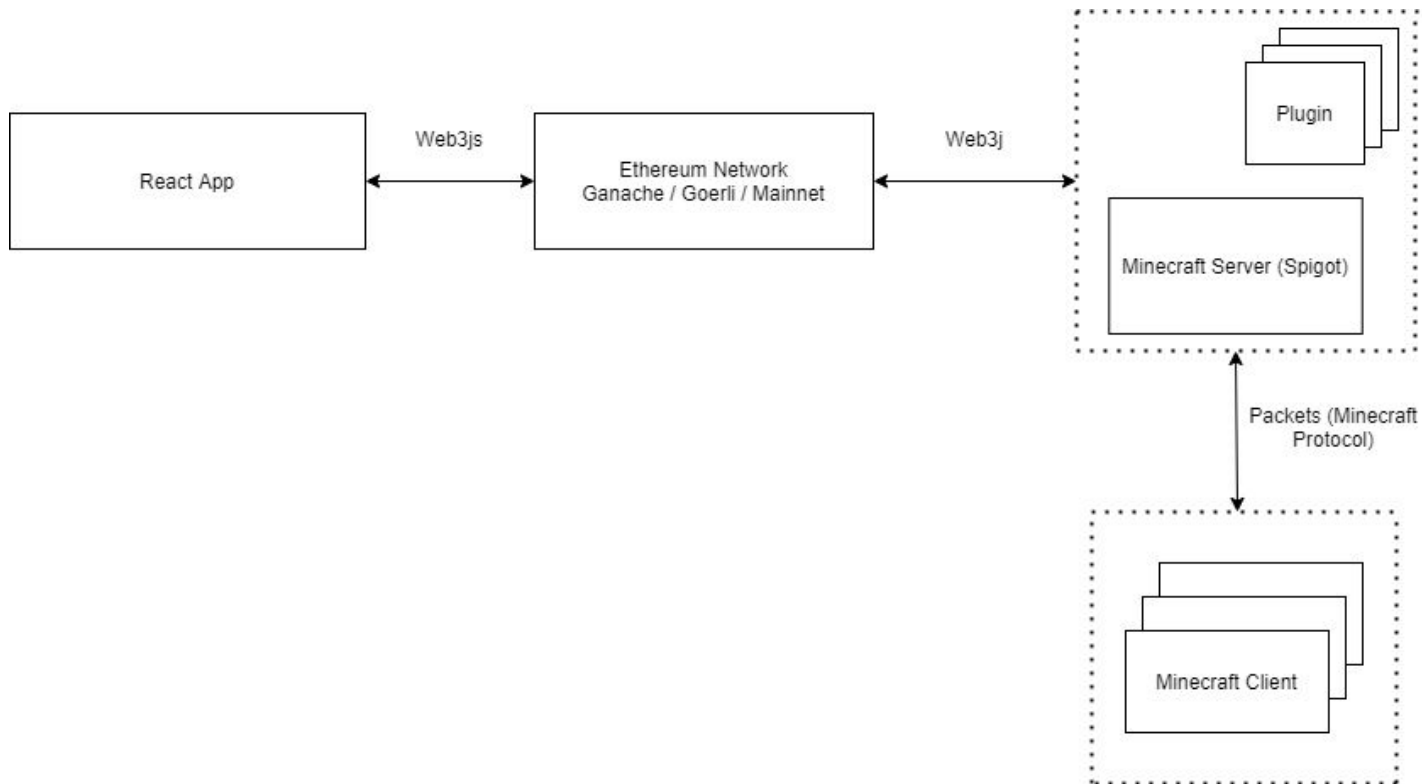 Plugin
Web3js
Web3j
React App
Ethereum Network
Ganache / Goerli / Mainnet
Minecraft Server (Spigot)
Packets (Minecraft
Protocol)
Minecraft Client